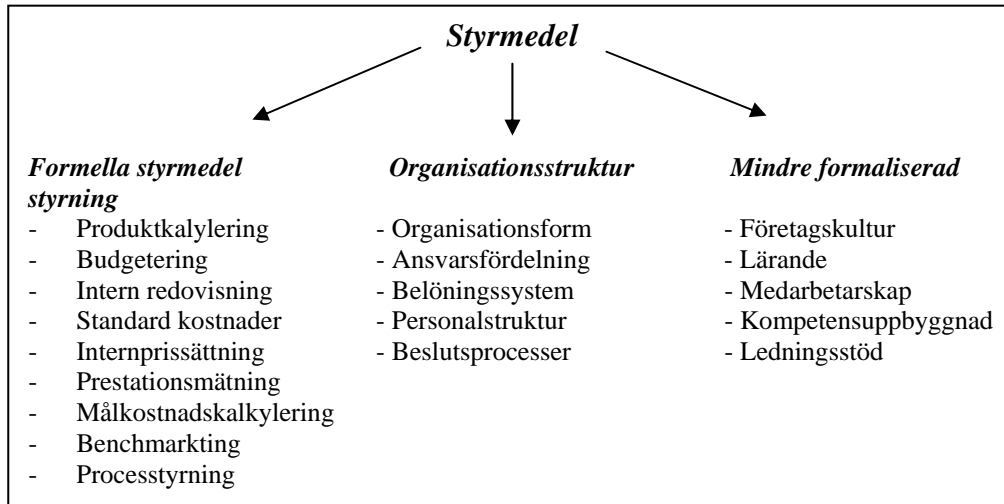 Styrmedel
Formella styrmedel
styrning
- Produktkalylering
- Budgetering
- Intern redovisning
- Standard kostnader
- Internprissättning
- Prestationsmätning
- Målkostnadskalkylering
- Benchmarkting
- Processtyrning
Organisationsstruktur
- Organisationsform
- Ansvarsfördelning
- Belöningssystem
- Personalstruktur
- Beslutsprocesser
Mindre formaliserad
- Företagskultur
- Lärande
- Medarbetarskap
- Kompetensuppbyggnad
- Ledningsstöd